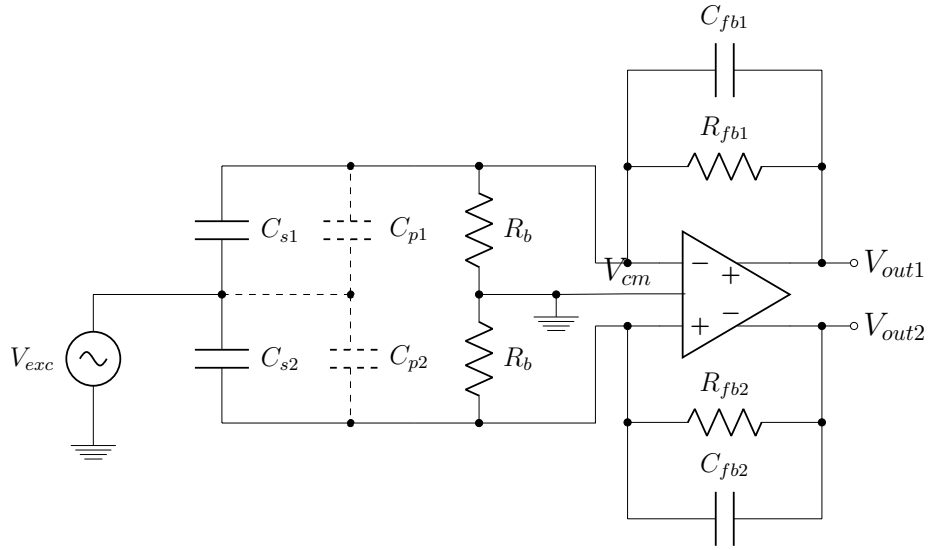 C_{fb1}
R_{fb1}
C_{s1}
C_{p1}
R_b
−
+
V_{out1}
V_{cm}
V_{exc}
C_{s2}
C_{p2}
R_b
+
−
V_{out2}
R_{fb2}
C_{fb2}